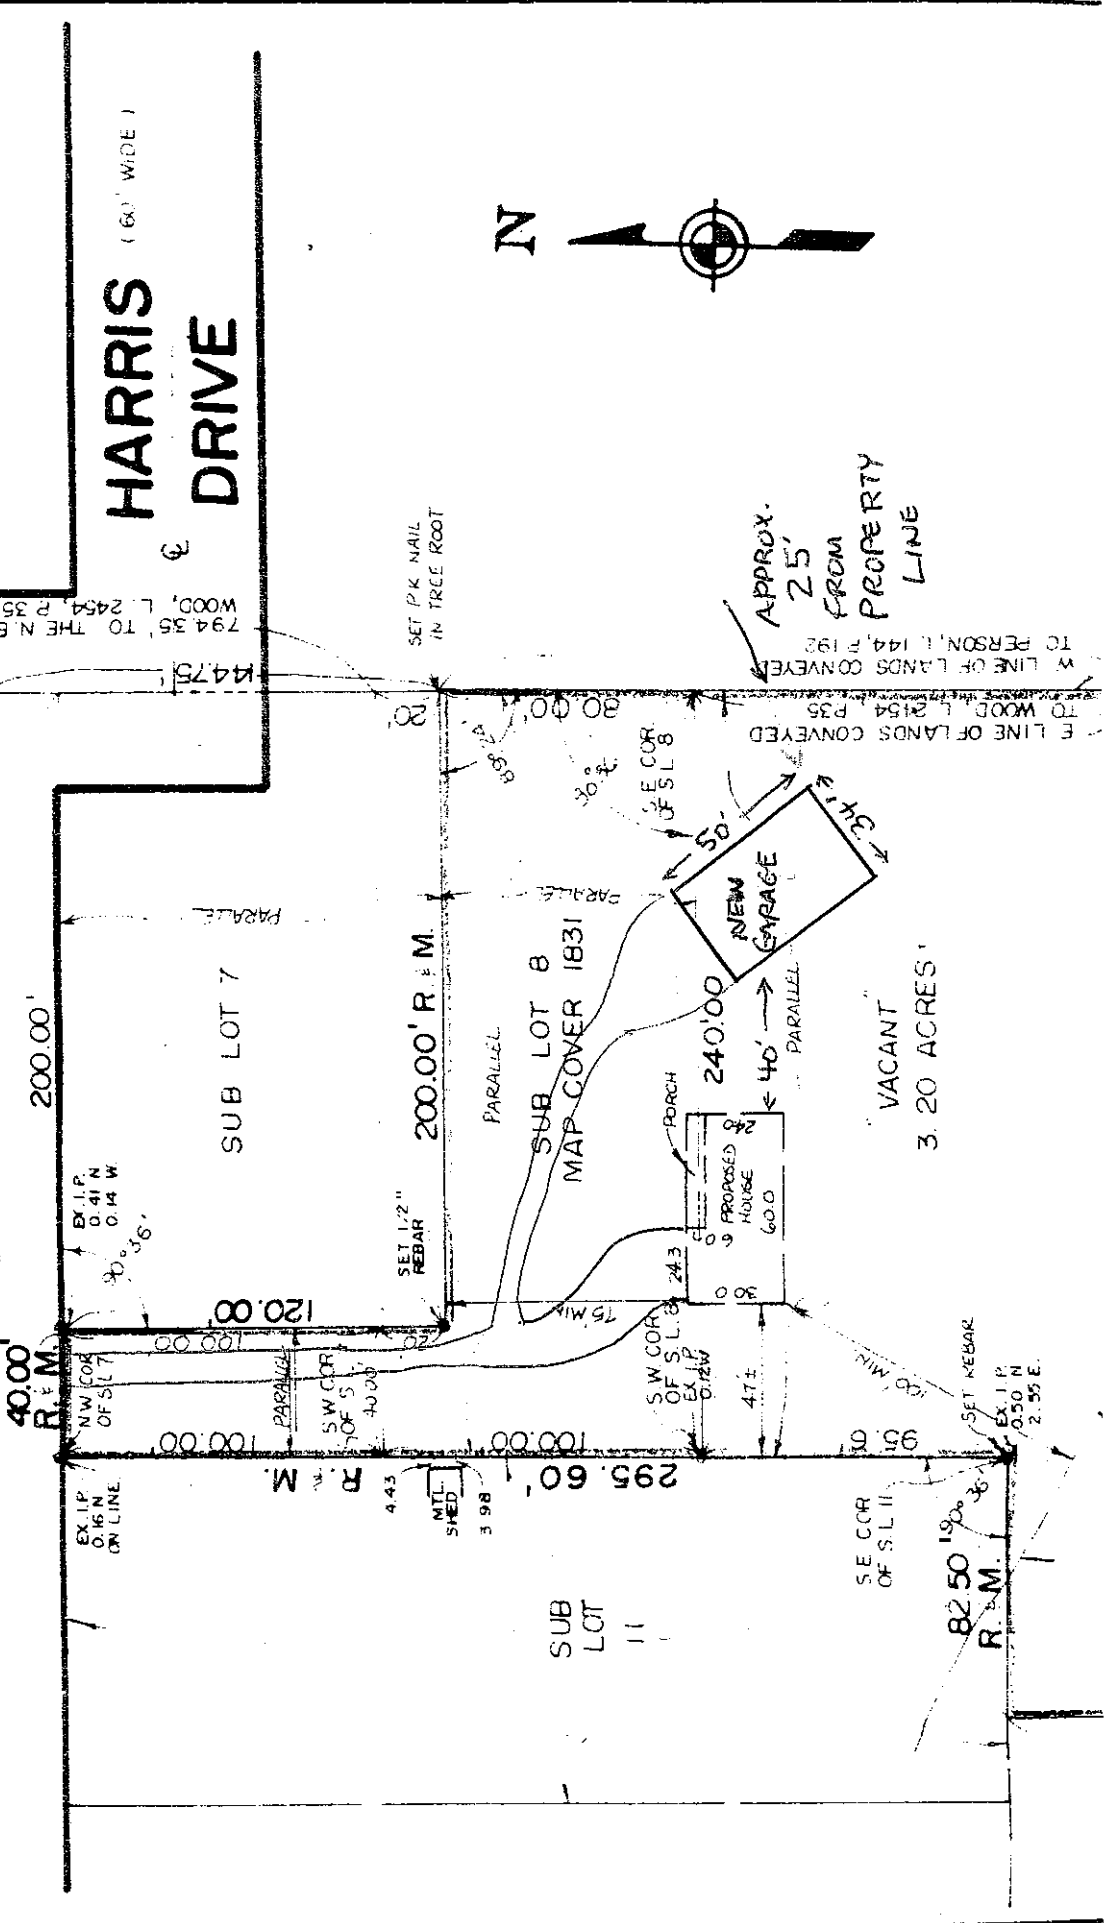 HARRIS (60' WIDE)
DRIVE
℄
N
794.35' TO THE N.E
WOOD, L. 2454, P. 35
144.75'
SET P.K. NAIL
IN TREE ROOT
APPROX.
25'
FROM
PROPERTY
LINE
W LINE OF LANDS CONVEYED
TO PERSON, L 144, P 192
E LINE OF LANDS CONVEYED
TO WOOD, L 2454, P35
20'
80.00'
S.E COR
OF S L 8
50'
34'
NEW
GARAGE
PARALLEL
PARALLEL
200.00'
SUB LOT 7
200.00' R & M.
PARALLEL
SUB LOT 8
MAP COVER 1831
240.00
← 40' →
PARALLEL
PORCH
VACANT
3.20 ACRES
PROPOSED
HOUSE
60.0
24.0
30.0
24.3
EX. I.P.
0.41 N
0.14 W.
90° 36'
SET 1/2"
REBAR
120.00'
100.00
20'
75' MIN
40.00'
R. & M.
NW COR
OF S L 7
PARALLEL
S W COR
OF S L
40.00'
S W COR
OF S.L. 8
EX I.P.
0.12W
47±
100' MIN
SET REBAR
EX. I.P.
0.50 N
2.55 E.
100.00
100.00
95.
R. M.
295.60'
EX. I.P.
0.16 N
ON LINE
4.43
MTL.
SHED
3.98
S E COR
OF S.L 11
90° 36'
82.50'
R. & M.
SUB
LOT
11